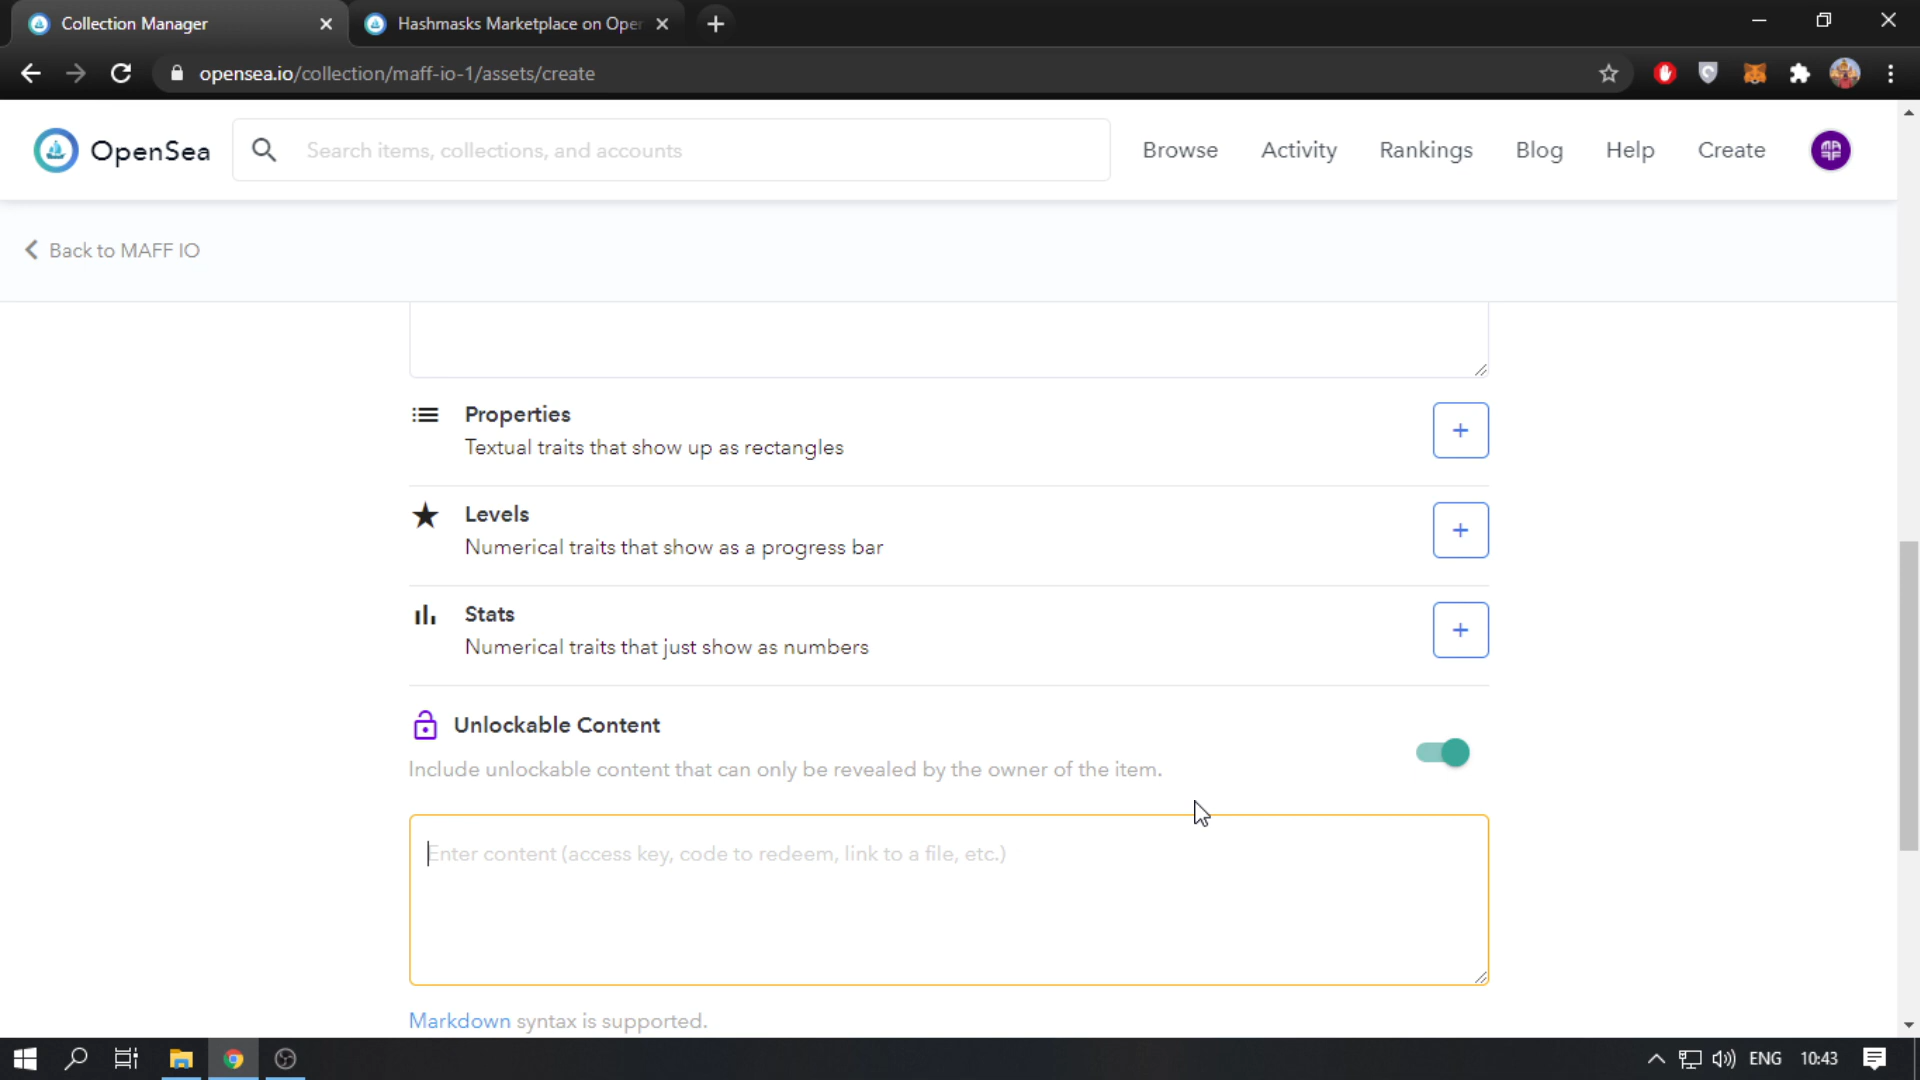 Collection Manager
Hashmasks Marketplace on Oper
opensea.io/collection/maff-io-1/assets/create
OpenSea
Search items, collections, and accounts
Browse
Activity
Rankings
Blog
Help
Create
Back to MAFF IO
Properties
Textual traits that show up as rectangles
+
Levels
Numerical traits that show as a progress bar
+
Stats
Numerical traits that just show as numbers
+
Unlockable Content
Include unlockable content that can only be revealed by the owner of the item.
Enter content (access key, code to redeem, link to a file, etc.)
Markdown syntax is supported.
ENG
10:43